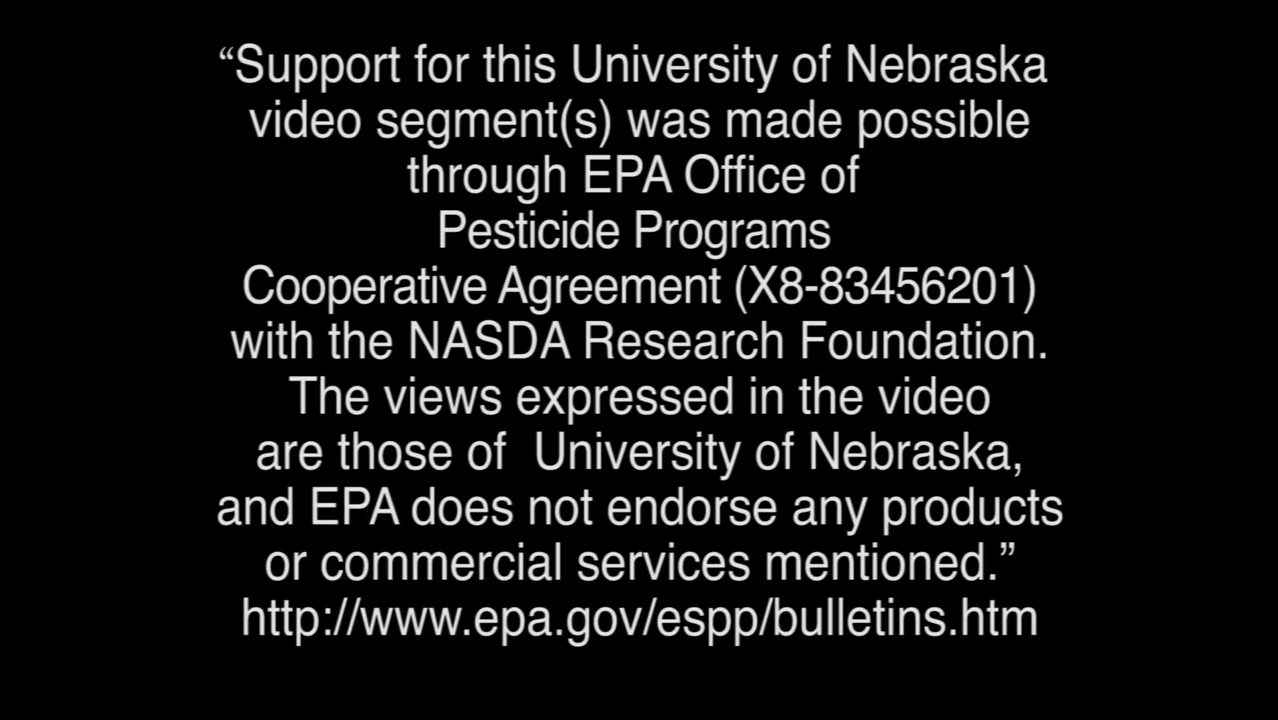 “Support for this University of Nebraska
video segment(s) was made possible
through EPA Office of
Pesticide Programs
Cooperative Agreement (X8-83456201)
with the NASDA Research Foundation.
The views expressed in the video
are those of  University of Nebraska,
and EPA does not endorse any products
or commercial services mentioned.”
http://www.epa.gov/espp/bulletins.htm